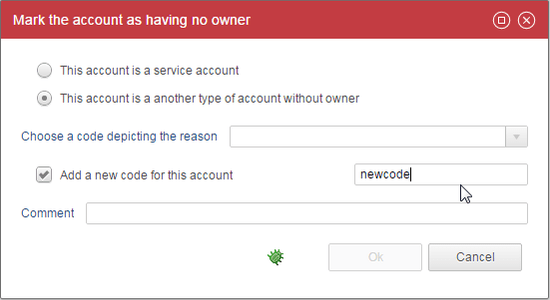 Mark the account as having no owner
This account is a service account
This account is a another type of account without owner
Choose a code depicting the reason
Add a new code for this account newcode
Comment
Ok Cancel